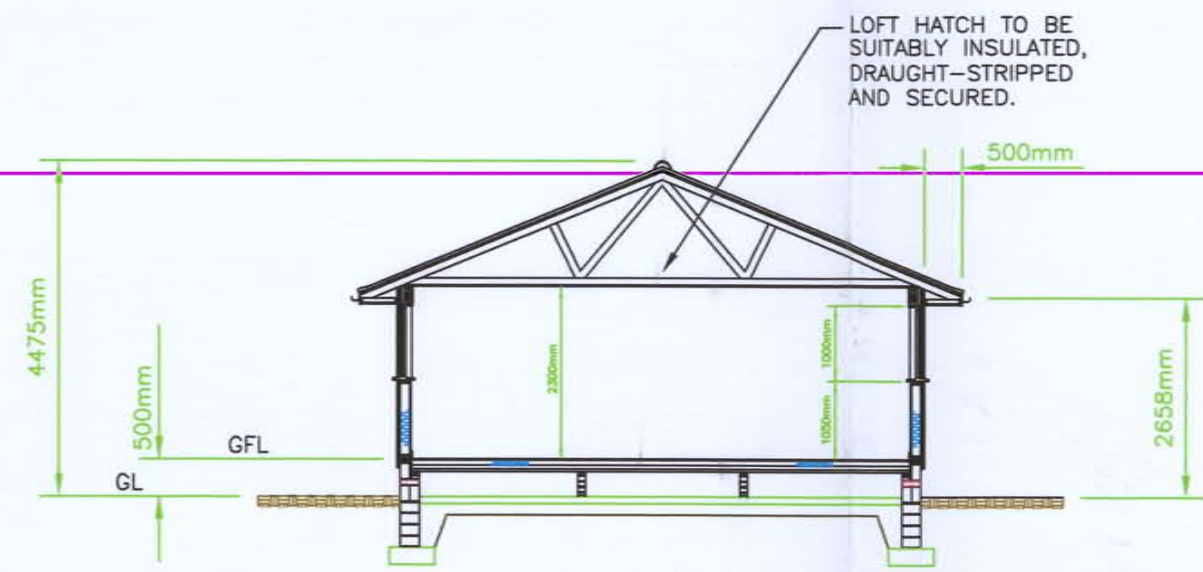 LOFT HATCH TO BE
SUITABLY INSULATED,
DRAUGHT-STRIPPED
AND SECURED.
500mm
4475mm
500mm
GFL
GL
2300mm
1000mm
1050mm
2658mm